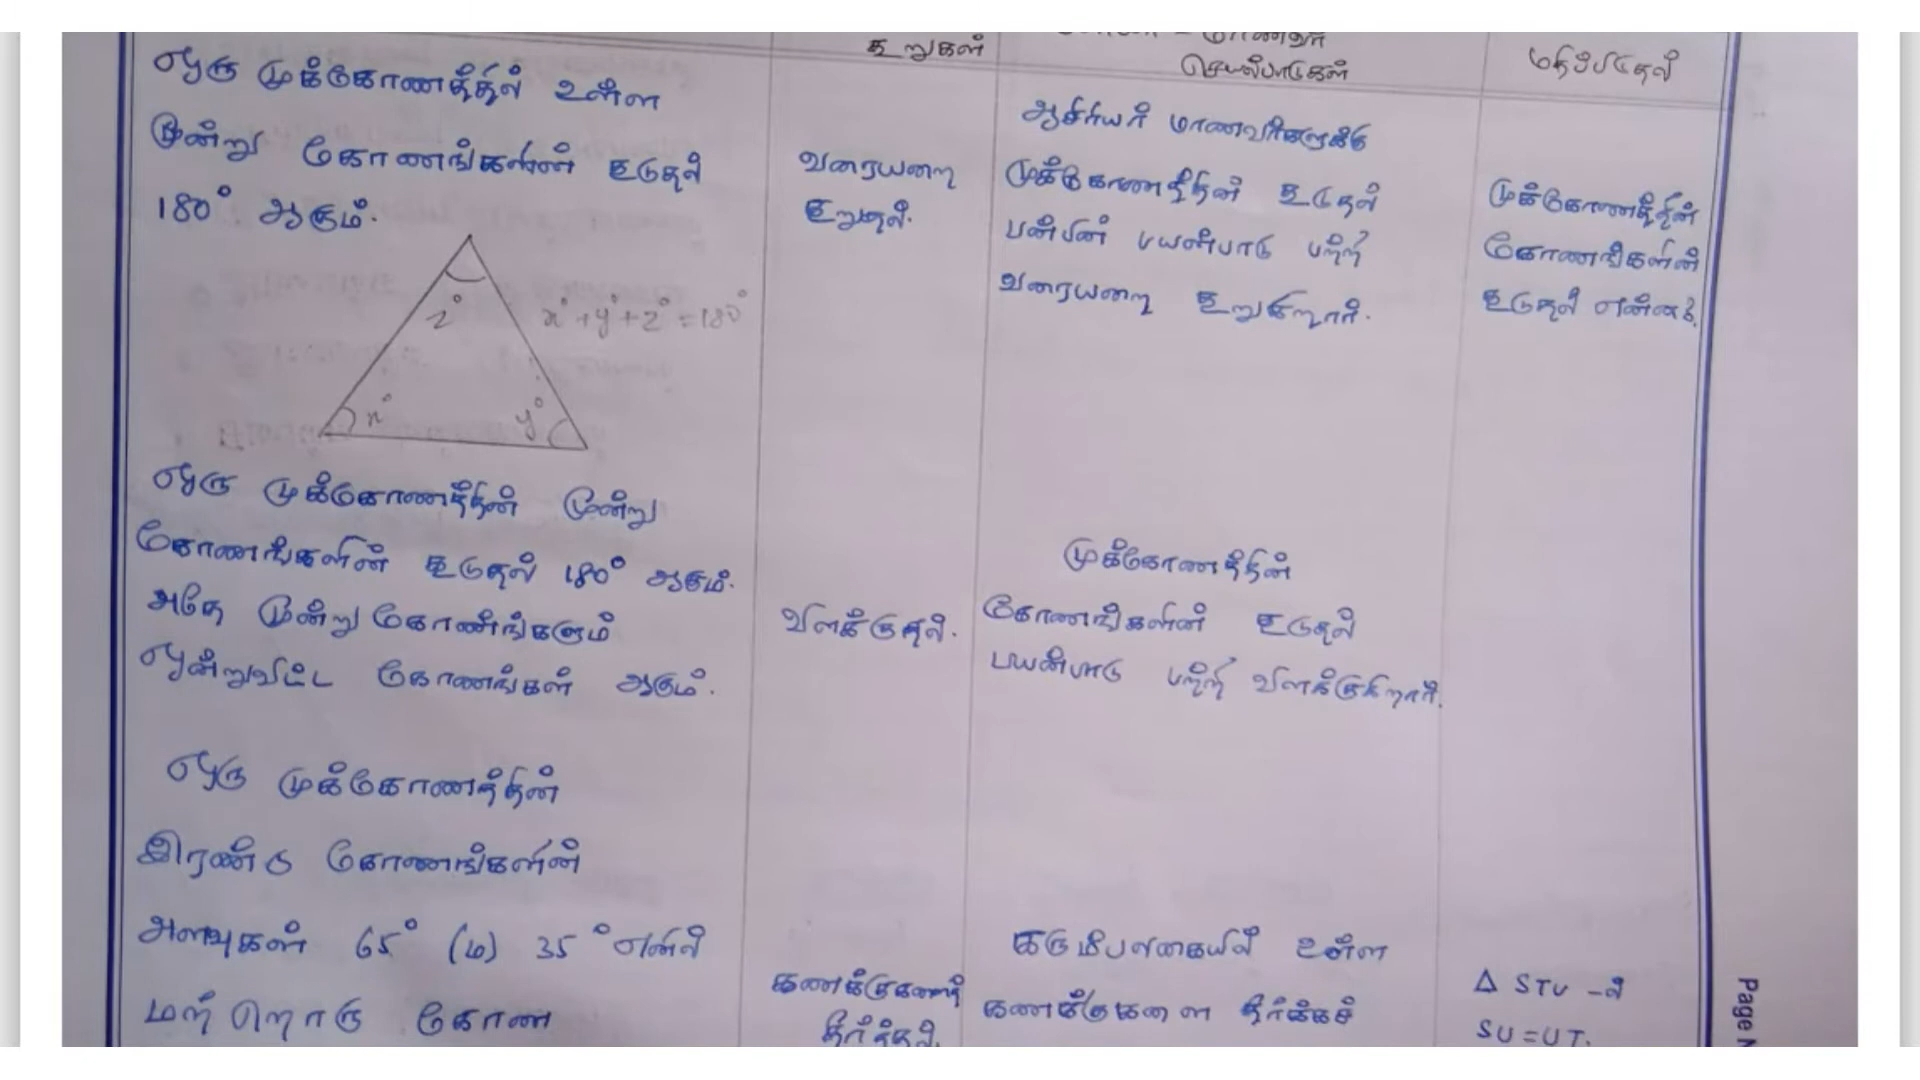 கூறுகள்
மாணவர்
செயல்பாடுகள்
மதிப்பீடுதல்
ஒரு முக்கோணத்தில் உள்ள
மூன்று கோணங்களின் கூடுதல்
180° ஆகும்.
z°
x°+y°+z°=180°
x°
y°
ஒரு முக்கோணத்தின் மூன்று
கோணங்களின் கூடுதல் 180° ஆகும்.
அதே மூன்று கோணங்களும்
ஒன்றுவிட்ட கோணங்கள் ஆகும்.
ஒரு முக்கோணத்தின்
இரண்டு கோணங்களின்
அளவுகள் 65° (ம) 35° எனில்
மற்றொரு கோண
வரையறை
கூறுதல்.
விளக்குதல்.
கணக்குகளைத்
தீர்த்தல்.
ஆசிரியர் மாணவர்களுக்கு
முக்கோணத்தின் கூடுதல்
பண்பின் பயன்பாடு பற்றி
வரையறை கூறுகிறார்.
முக்கோணத்தின்
கோணங்களின் கூடுதல்
பயன்பாடு பற்றி விளக்குகிறார்.
கரும்பலகையில் உள்ள
கணக்குகளை தீர்க்கச்
முக்கோணத்தின்
கோணங்களின்
கூடுதல் என்ன?
Δ STU -ல்
SU = UT.
Page